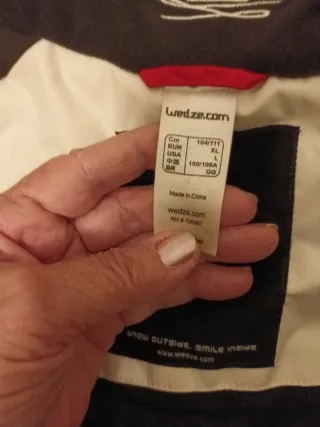 wedze.com
Cm 104/111
EUR XL
USA L
中国 180/108A
BR GG
Made in China
wedze.com
snow outside, smile inside
www.wedze.com